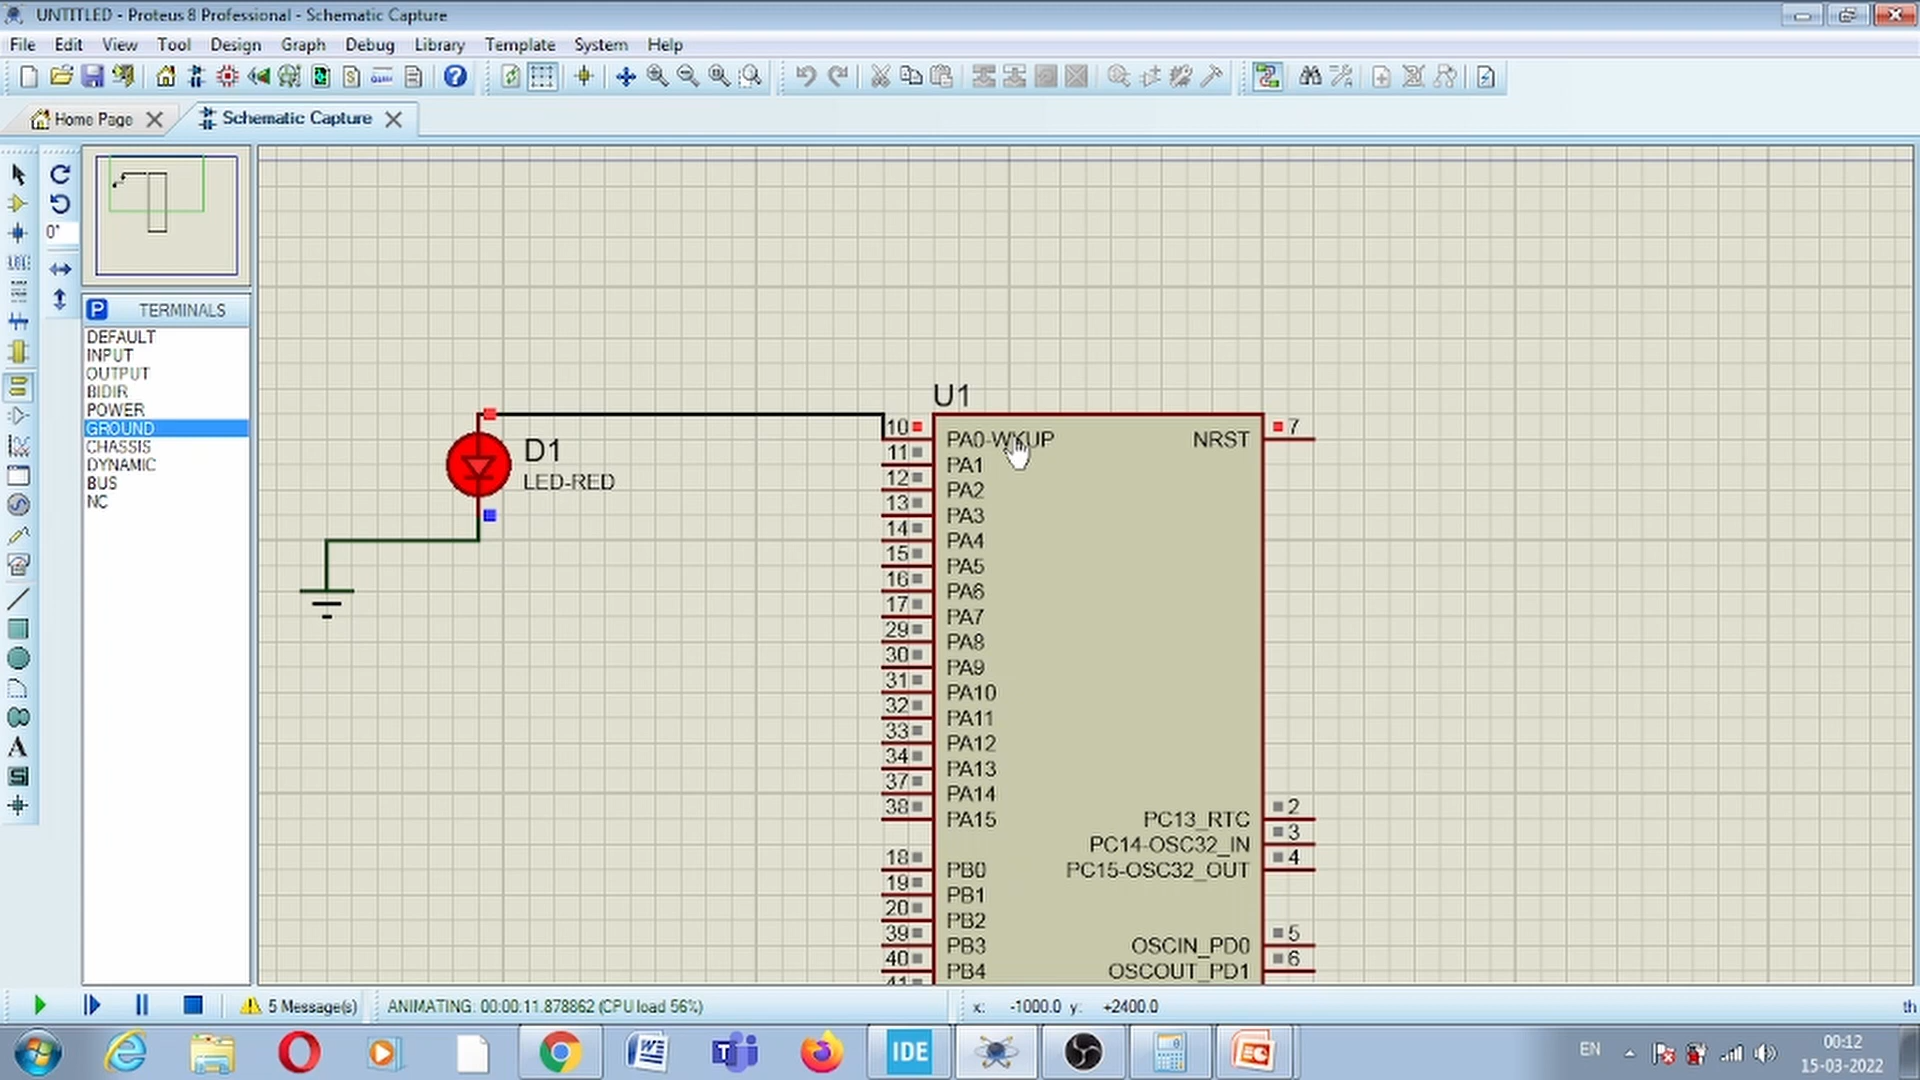 UNTITLED - Proteus 8 Professional - Schematic Capture
File Edit View Tool Design Graph Debug Library Template System Help
Home Page
Schematic Capture
0°
P TERMINALS
DEFAULT
INPUT
OUTPUT
BIDIR
POWER
GROUND
CHASSIS
DYNAMIC
BUS
NC
D1
LED-RED
U1
10 PA0-WKUP NRST 7
11 PA1
12 PA2
13 PA3
14 PA4
15 PA5
16 PA6
17 PA7
29 PA8
30 PA9
31 PA10
32 PA11
33 PA12
34 PA13
37 PA14
38 PA15 PC13_RTC 2
PC14-OSC32_IN 3
18 PB0 PC15-OSC32_OUT 4
19 PB1
20 PB2
39 PB3 OSCIN_PD0 5
40 PB4 OSCOUT_PD1 6
41
5 Message(s)
ANIMATING: 00:00:11.878862 (CPU load 56%)
x: -1000.0 y: +2400.0
th
IDE
EN
00:12
15-03-2022